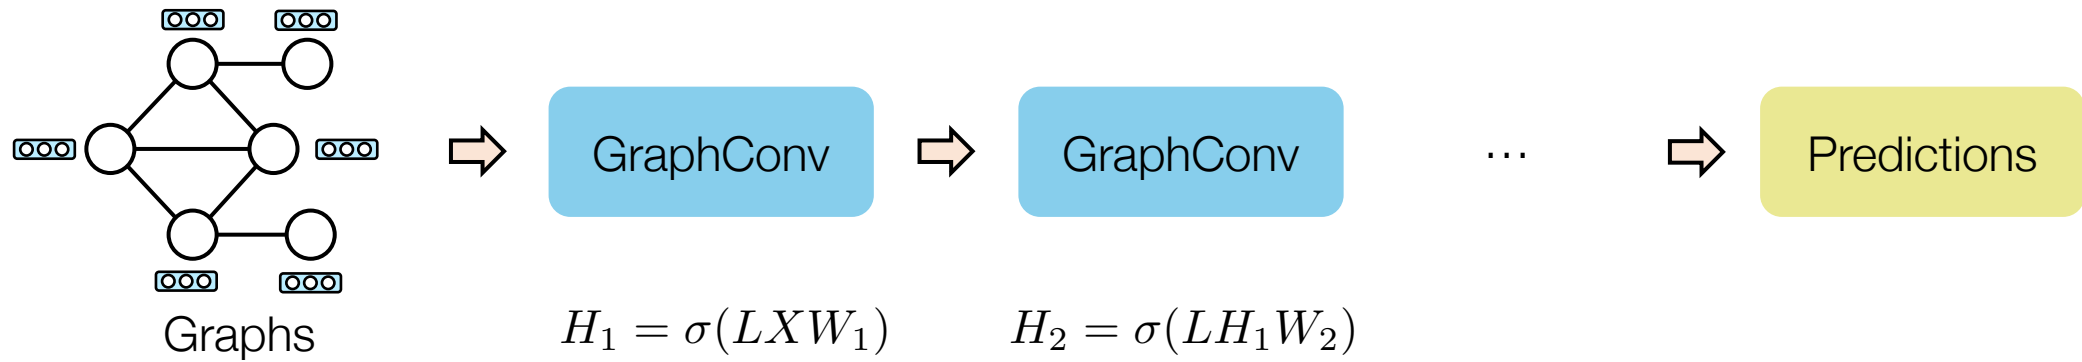 GraphConv
GraphConv
...
Predictions
Graphs
H₁ = σ(LXW₁)
H₂ = σ(LH₁W₂)